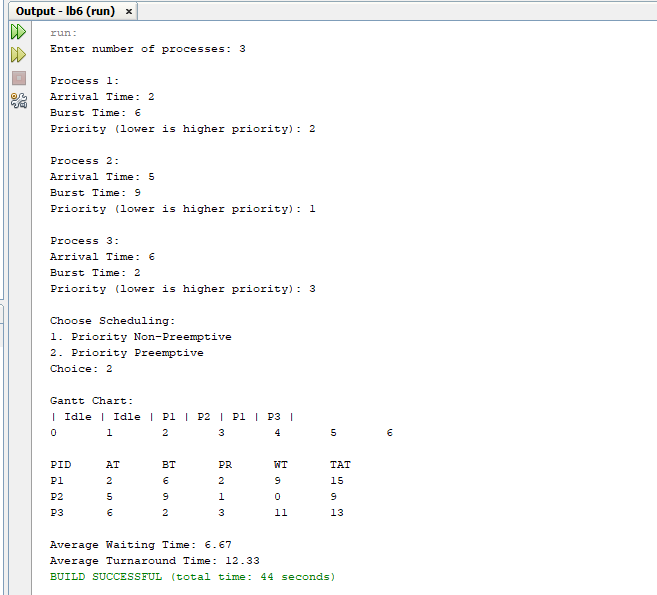 Output - lb6 (run) ×
run:
Enter number of processes: 3
Process 1:
Arrival Time: 2
Burst Time: 6
Priority (lower is higher priority): 2
Process 2:
Arrival Time: 5
Burst Time: 9
Priority (lower is higher priority): 1
Process 3:
Arrival Time: 6
Burst Time: 2
Priority (lower is higher priority): 3
Choose Scheduling:
1. Priority Non-Preemptive
2. Priority Preemptive
Choice: 2
Gantt Chart:
| Idle | Idle | P1 | P2 | P1 | P3 |
0 1 2 3 4 5 6
PID AT BT PR WT TAT
P1 2 6 2 9 15
P2 5 9 1 0 9
P3 6 2 3 11 13
Average Waiting Time: 6.67
Average Turnaround Time: 12.33
BUILD SUCCESSFUL (total time: 44 seconds)